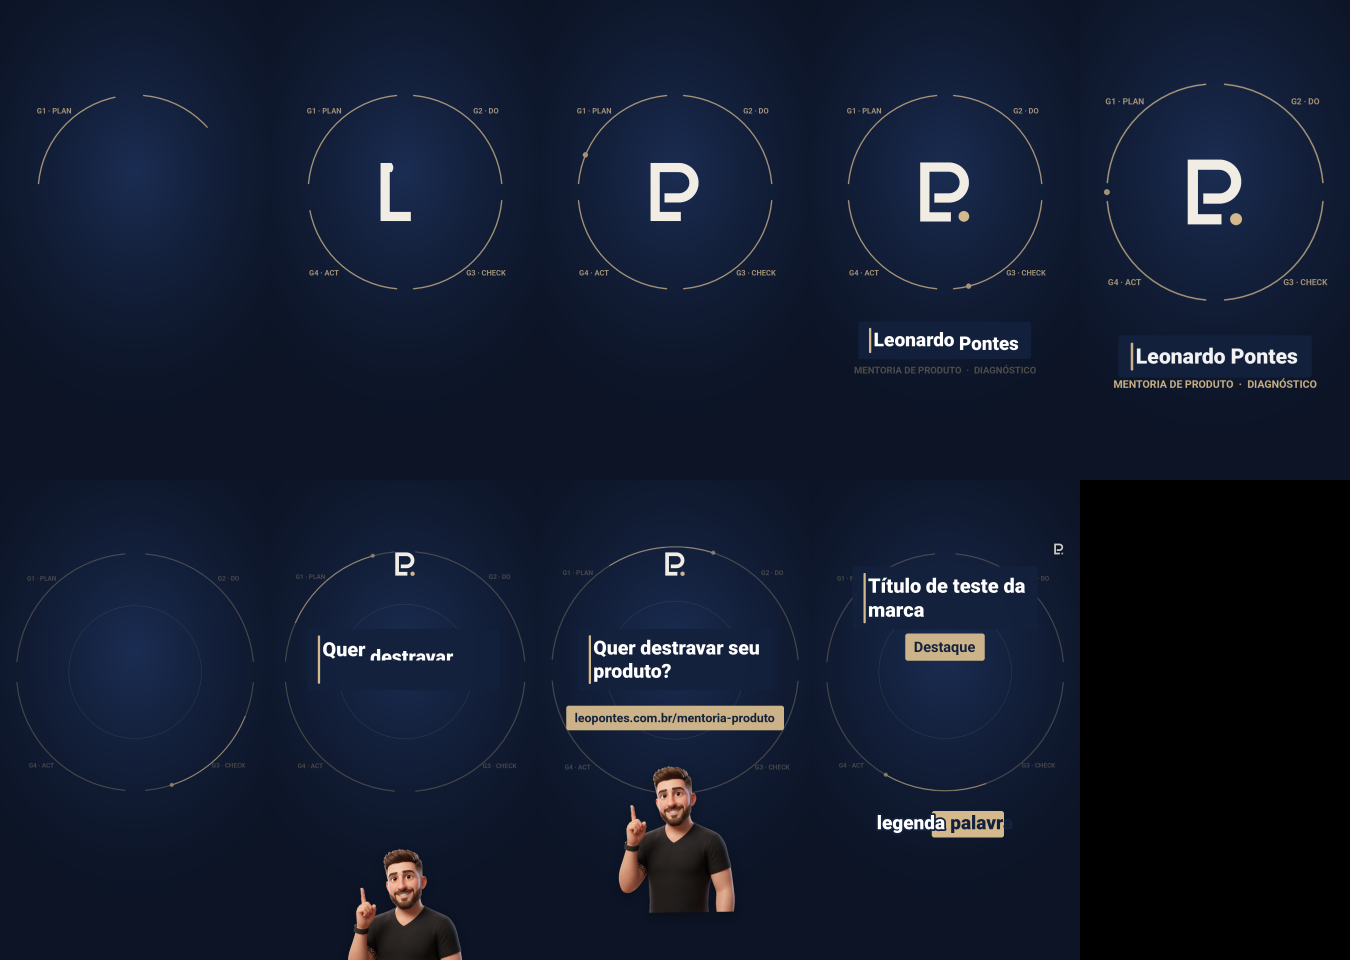 G1 · PLAN
G1 · PLAN
G2 · DO
L
G4 · ACT
G3 · CHECK
G1 · PLAN
G2 · DO
P
G4 · ACT
G3 · CHECK
G1 · PLAN
G2 · DO
P.
G4 · ACT
G3 · CHECK
Leonardo Pontes
MENTORIA DE PRODUTO · DIAGNÓSTICO
G1 · PLAN
G2 · DO
P.
G4 · ACT
G3 · CHECK
Leonardo Pontes
MENTORIA DE PRODUTO · DIAGNÓSTICO
G1 · PLAN
G2 · DO
G4 · ACT
G3 · CHECK
P.
G1 · PLAN
G2 · DO
Quer destravar
G4 · ACT
G3 · CHECK
P.
G1 · PLAN
G2 · DO
Quer destravar seu
produto?
leopontes.com.br/mentoria-produto
G4 · ACT
G3 · CHECK
P.
Título de teste da
marca
Destaque
G4 · ACT
G3 · CHECK
legenda palavra